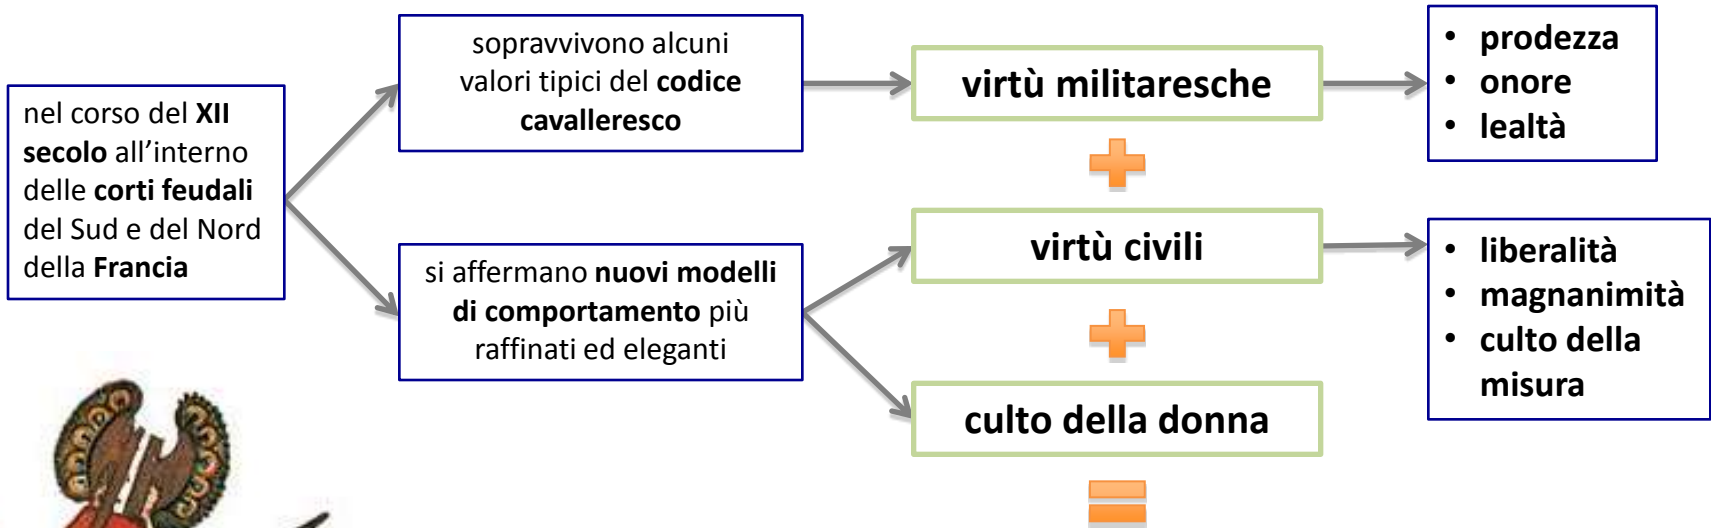 nel corso del XII
secolo all’interno
delle corti feudali
del Sud e del Nord
della Francia
sopravvivono alcuni
valori tipici del codice
cavalleresco
virtù militaresche
• prodezza
• onore
• lealtà
si affermano nuovi modelli
di comportamento più
raffinati ed eleganti
virtù civili
• liberalità
• magnanimità
• culto della
misura
culto della donna